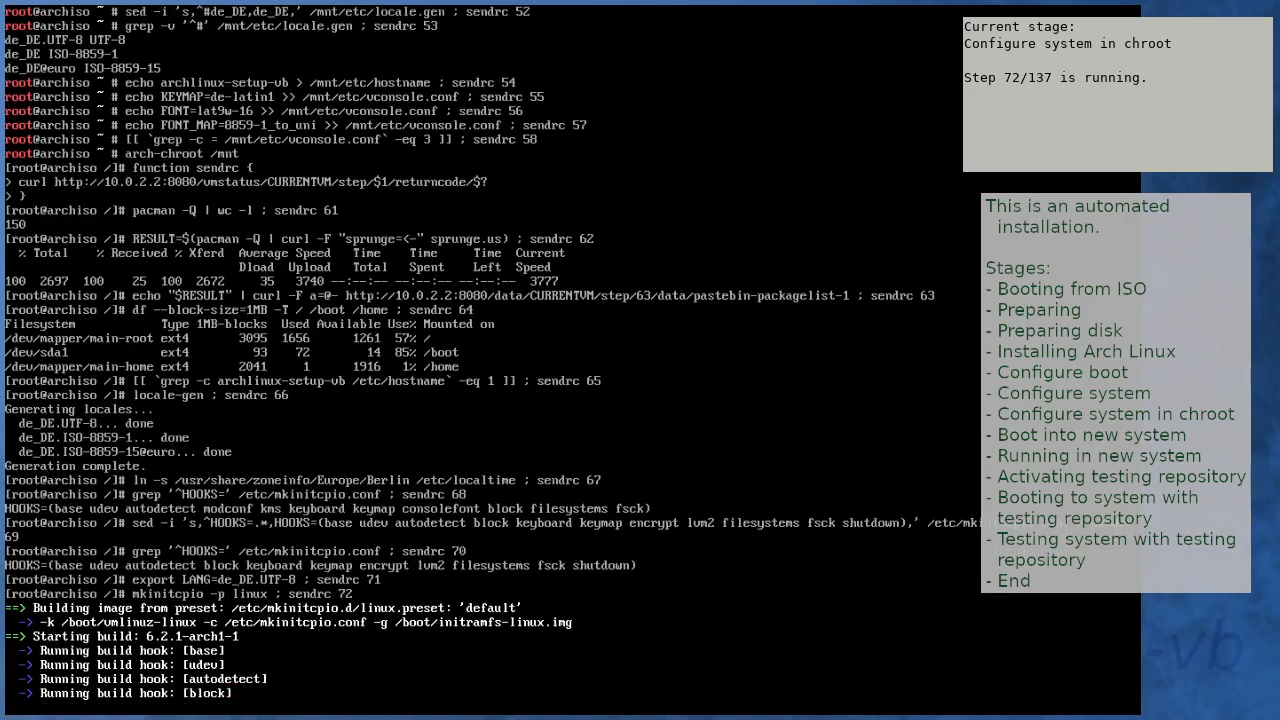 root@archiso ~ # sed -i 's,^#de_DE,de_DE,' /mnt/etc/locale.gen ; sendrc 52
root@archiso ~ # grep -v '^#' /mnt/etc/locale.gen ; sendrc 53
de_DE.UTF-8 UTF-8
de_DE ISO-8859-1
de_DE@euro ISO-8859-15
root@archiso ~ # echo archlinux-setup-vb > /mnt/etc/hostname ; sendrc 54
root@archiso ~ # echo KEYMAP=de-latin1 >> /mnt/etc/vconsole.conf ; sendrc 55
root@archiso ~ # echo FONT=lat9w-16 >> /mnt/etc/vconsole.conf ; sendrc 56
root@archiso ~ # echo FONT_MAP=8859-1_to_uni >> /mnt/etc/vconsole.conf ; sendrc 57
root@archiso ~ # [[ `grep -c = /mnt/etc/vconsole.conf` -eq 3 ]] ; sendrc 58
root@archiso ~ # arch-chroot /mnt
[root@archiso /]# function sendrc {
> curl http://10.0.2.2:8080/vmstatus/CURRENTVM/step/$1/returncode/$?
> }
[root@archiso /]# pacman -Q | wc -l ; sendrc 61
150
[root@archiso /]# RESULT=$(pacman -Q | curl -F "sprunge=<-" sprunge.us) ; sendrc 62
% Total % Received % Xferd Average Speed Time Time Time Current
Dload Upload Total Spent Left Speed
100 2697 100 25 100 2672 35 3740 --:--:-- --:--:-- --:--:-- 3777
[root@archiso /]# echo "$RESULT" | curl -F a=@- http://10.0.2.2:8080/data/CURRENTVM/step/63/data/pastebin-packagelist-1 ; sendrc 63
[root@archiso /]# df --block-size=1MB -T / /boot /home ; sendrc 64
Filesystem Type 1MB-blocks Used Available Use% Mounted on
/dev/mapper/main-root ext4 3095 1656 1261 57% /
/dev/sda1 ext4 93 72 14 85% /boot
/dev/mapper/main-home ext4 2041 1 1916 1% /home
[root@archiso /]# [[ `grep -c archlinux-setup-vb /etc/hostname` -eq 1 ]] ; sendrc 65
[root@archiso /]# locale-gen ; sendrc 66
Generating locales...
de_DE.UTF-8... done
de_DE.ISO-8859-1... done
de_DE.ISO-8859-15@euro... done
Generation complete.
[root@archiso /]# ln -s /usr/share/zoneinfo/Europe/Berlin /etc/localtime ; sendrc 67
[root@archiso /]# grep '^HOOKS=' /etc/mkinitcpio.conf ; sendrc 68
HOOKS=(base udev autodetect modconf kms keyboard keymap consolefont block filesystems fsck)
[root@archiso /]# sed -i 's,^HOOKS=.*,HOOKS=(base udev autodetect block keyboard keymap encrypt lvm2 filesystems fsck shutdown),' /etc/mk
69
[root@archiso /]# grep '^HOOKS=' /etc/mkinitcpio.conf ; sendrc 70
HOOKS=(base udev autodetect block keyboard keymap encrypt lvm2 filesystems fsck shutdown)
[root@archiso /]# export LANG=de_DE.UTF-8 ; sendrc 71
[root@archiso /]# mkinitcpio -p linux ; sendrc 72
==> Building image from preset: /etc/mkinitcpio.d/linux.preset: 'default'
-> -k /boot/vmlinuz-linux -c /etc/mkinitcpio.conf -g /boot/initramfs-linux.img
==> Starting build: 6.2.1-arch1-1
-> Running build hook: [base]
-> Running build hook: [udev]
-> Running build hook: [autodetect]
-> Running build hook: [block]
Current stage:
Configure system in chroot
Step 72/137 is running.
This is an automated
installation.
Stages:
- Booting from ISO
- Preparing
- Preparing disk
- Installing Arch Linux
- Configure boot
- Configure system
- Configure system in chroot
- Boot into new system
- Running in new system
- Activating testing repository
- Booting to system with
testing repository
- Testing system with testing
repository
- End
-vb